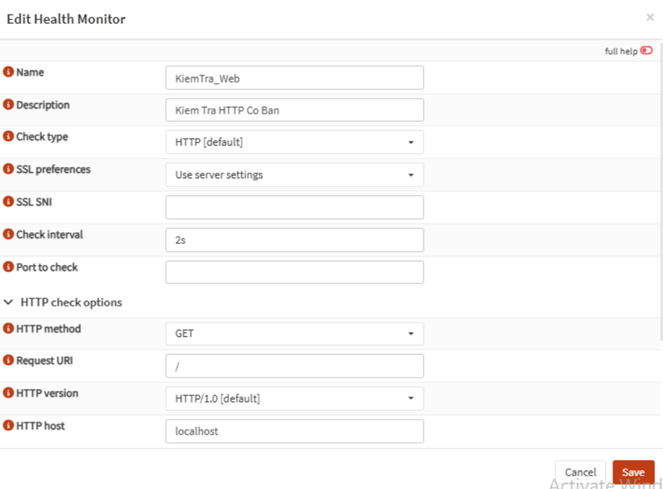 Edit Health Monitor ×
full help
Name KiemTra_Web
Description Kiem Tra HTTP Co Ban
Check type HTTP [default]
SSL preferences Use server settings
SSL SNI
Check interval 2s
Port to check
HTTP check options
HTTP method GET
Request URI /
HTTP version HTTP/1.0 [default]
HTTP host localhost
Cancel Save
Activate Wind